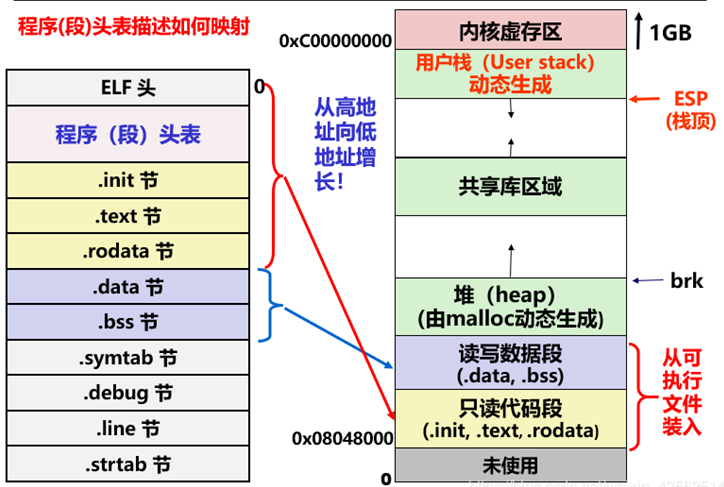 程序(段)头表描述如何映射
ELF 头
0
程序（段）头表
.init 节
.text 节
.rodata 节
.data 节
.bss 节
.symtab 节
.debug 节
.line 节
.strtab 节
从高地
址向低
地址增
长！
0xC00000000
内核虚存区
1GB
用户栈（User stack）
动态生成
ESP
(栈顶)
共享库区域
brk
堆（heap）
(由malloc动态生成)
读写数据段
(.data, .bss)
从可
执行
文件
装入
只读代码段
(.init, .text, .rodata)
0x08048000
未使用
0